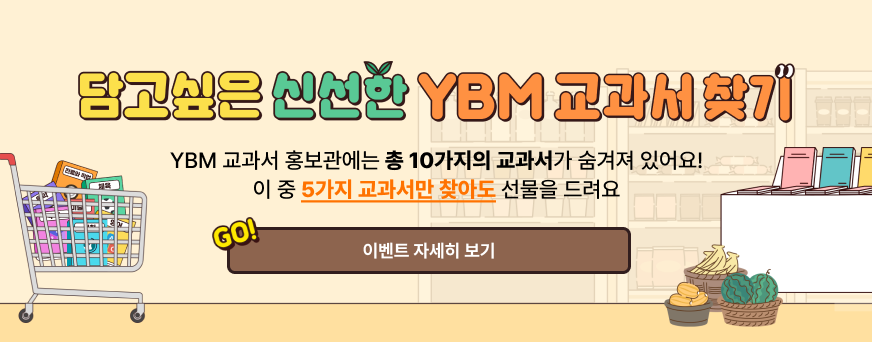 담고싶은 신선한 YBM 교과서 찾기
YBM 교과서 홍보관에는 총 10가지의 교과서가 숨겨져 있어요!
이 중 5가지 교과서만 찾아도 선물을 드려요
GO!
이벤트 자세히 보기
체육